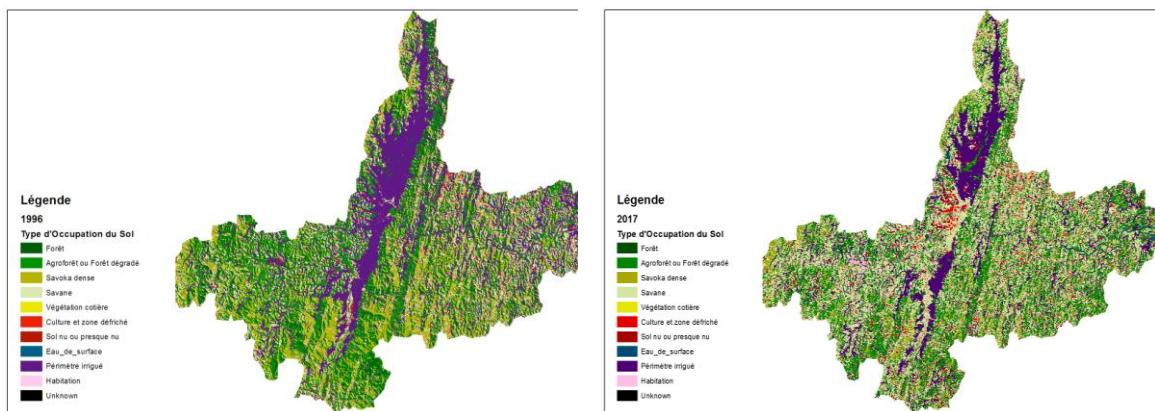 Légende
1996
Type d'Occupation du Sol
Forêt
Agroforêt ou Forêt dégradé
Savoka dense
Savane
Végétation cotière
Culture et zone défriché
Sol nu ou presque nu
Eau_de_surface
Périmètre irrigué
Habitation
Unknown
Légende
2017
Type d'Occupation du Sol
Forêt
Agroforêt ou Forêt dégradé
Savoka dense
Savane
Végétation cotière
Culture et zone défriché
Sol nu ou presque nu
Eau_de_surface
Périmètre irrigué
Habitation
Unknown